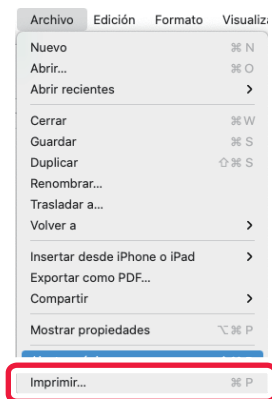 Archivo Edición Formato
Nuevo ⌘ N
Abrir... ⌘ O
Abrir recientes >
Cerrar ⌘ W
Guardar ⌘ S
Duplicar ⇧⌘ S
Renombrar...
Trasladar a...
Volver a >
Insertar desde iPhone o iPad >
Exportar como PDF...
Compartir >
Mostrar propiedades ⌥⌘ P
Imprimir... ⌘ P